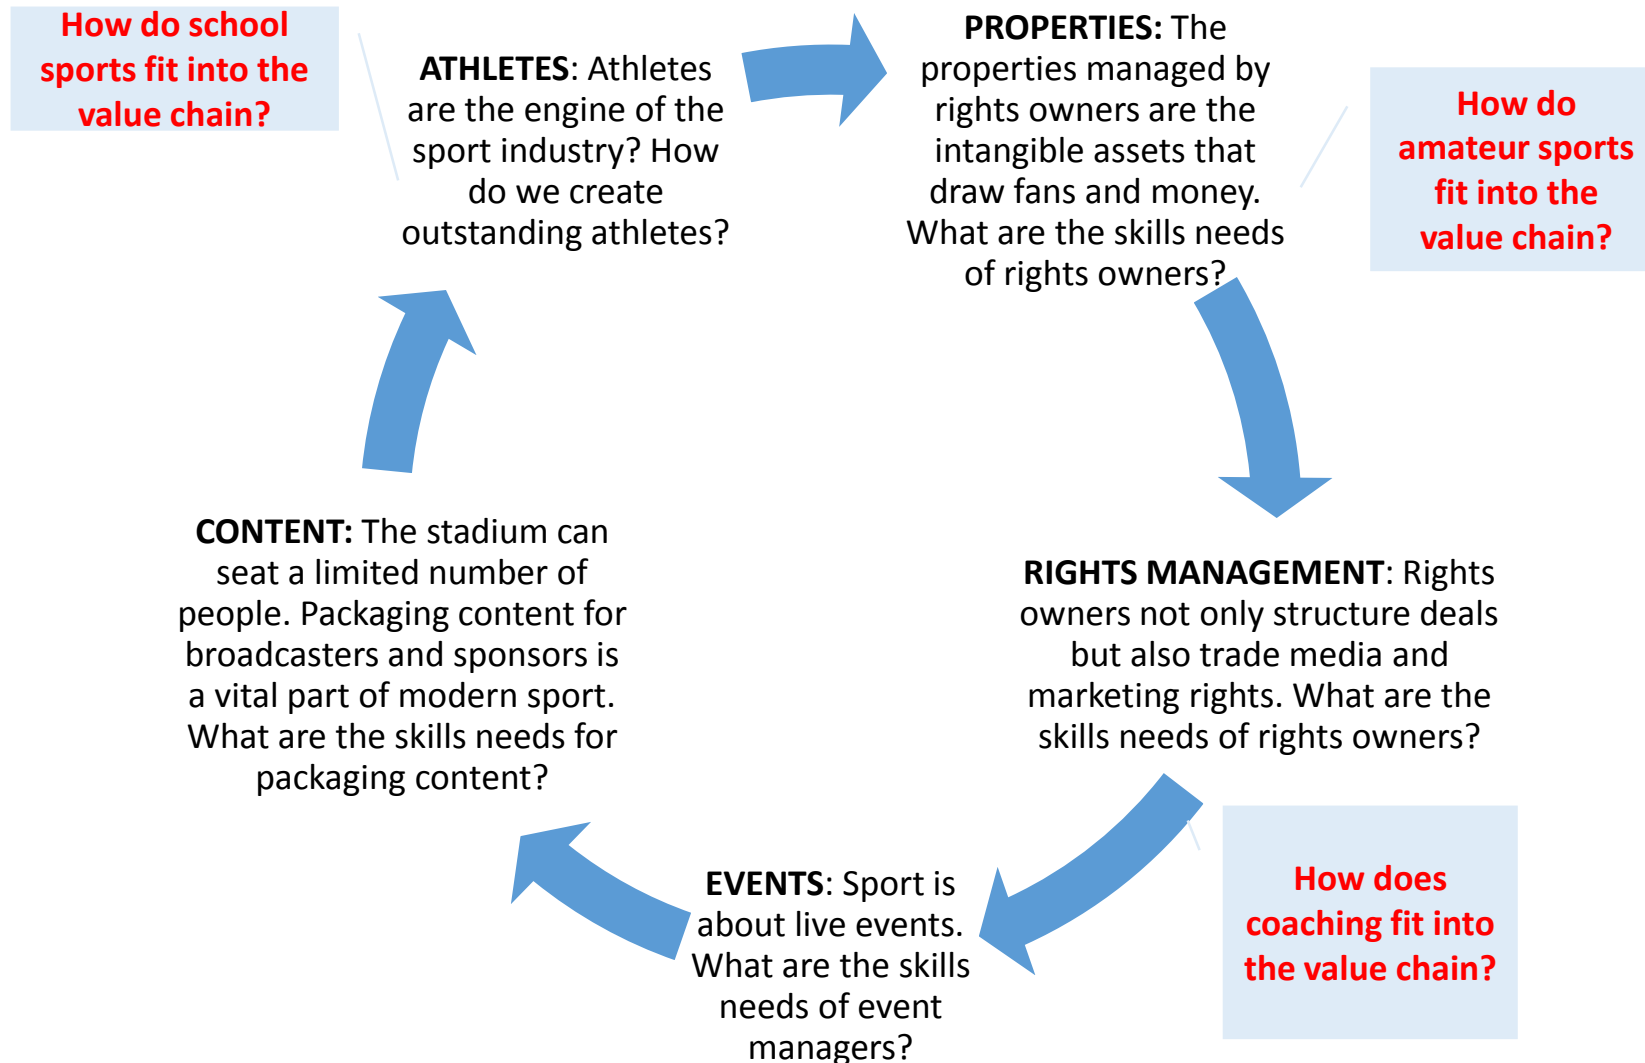 How do school
sports fit into the
value chain?
ATHLETES: Athletes
are the engine of the
sport industry? How
do we create
outstanding athletes?
PROPERTIES: The
properties managed by
rights owners are the
intangible assets that
draw fans and money.
What are the skills needs
of rights owners?
How do
amateur sports
fit into the
value chain?
RIGHTS MANAGEMENT: Rights
owners not only structure deals
but also trade media and
marketing rights. What are the
skills needs of rights owners?
How does
coaching fit into
the value chain?
EVENTS: Sport is
about live events.
What are the skills
needs of event
managers?
CONTENT: The stadium can
seat a limited number of
people. Packaging content for
broadcasters and sponsors is
a vital part of modern sport.
What are the skills needs for
packaging content?